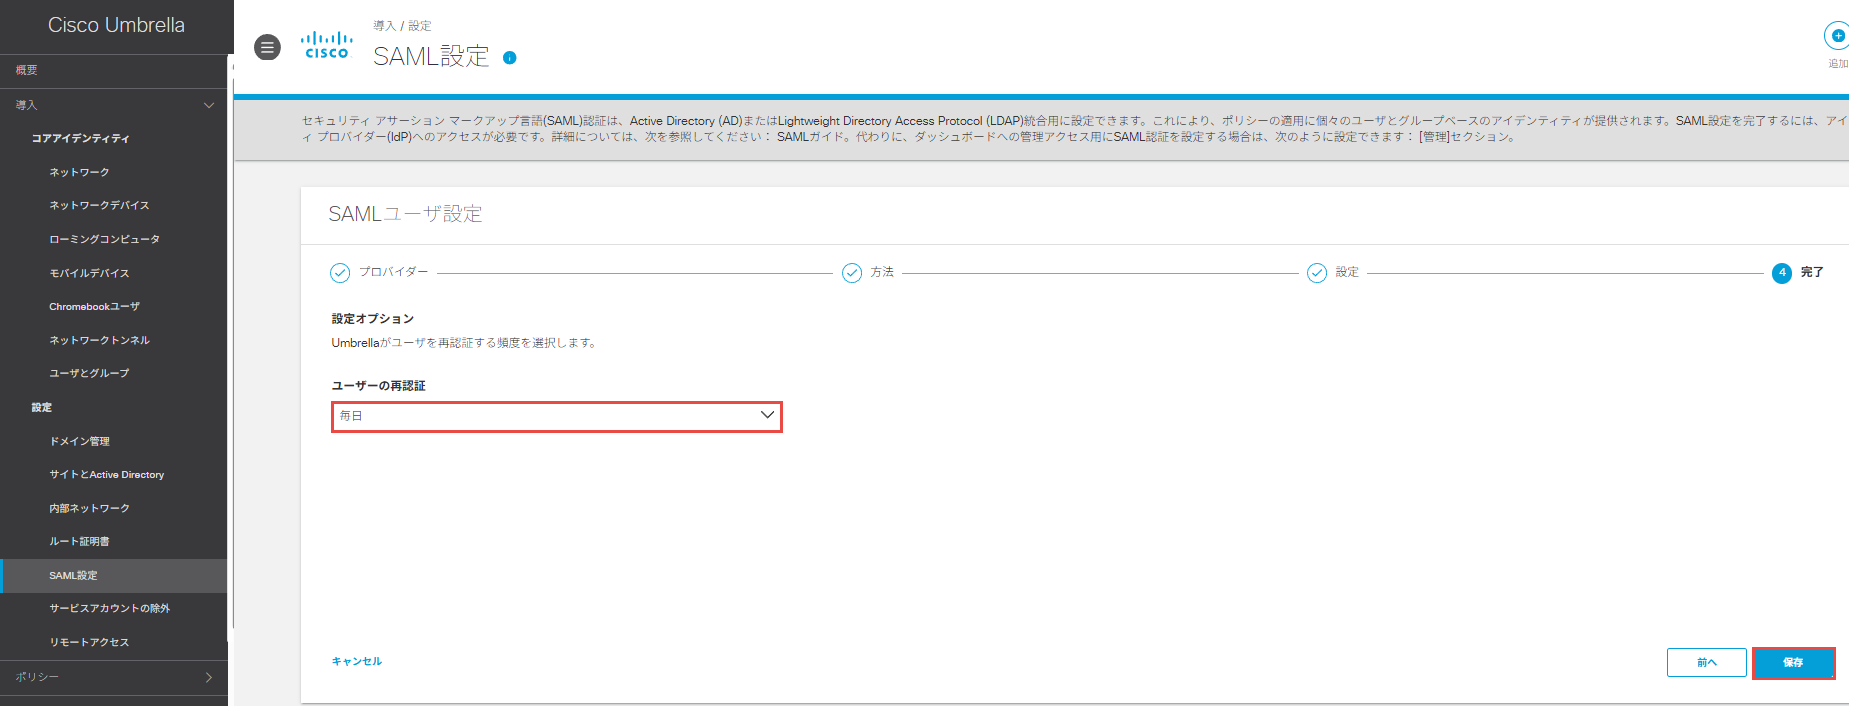 Cisco Umbrella
概要
導入
コアアイデンティティ
ネットワーク
ネットワークデバイス
ローミングコンピュータ
モバイルデバイス
Chromebookユーザ
ネットワークトンネル
ユーザとグループ
設定
ドメイン管理
サイトとActive Directory
内部ネットワーク
ルート証明書
SAML設定
サービスアカウントの除外
リモートアクセス
ポリシー
CISCO
導入 / 設定
SAML設定
追加
セキュリティ アサーション マークアップ言語(SAML)認証は、Active Directory (AD)またはLightweight Directory Access Protocol (LDAP)統合用に設定できます。これにより、ポリシーの適用に個々のユーザとグループベースのアイデンティティが提供されます。SAML設定を完了するには、アイ
ィ プロバイダー(IdP)へのアクセスが必要です。詳細については、次を参照してください： SAMLガイド。代わりに、ダッシュボードへの管理アクセス用にSAML認証を設定する場合は、次のように設定できます： [管理]セクション。
SAMLユーザ設定
プロバイダー
方法
設定
4 完了
設定オプション
Umbrellaがユーザを再認証する頻度を選択します。
ユーザーの再認証
毎日
キャンセル
前へ
保存